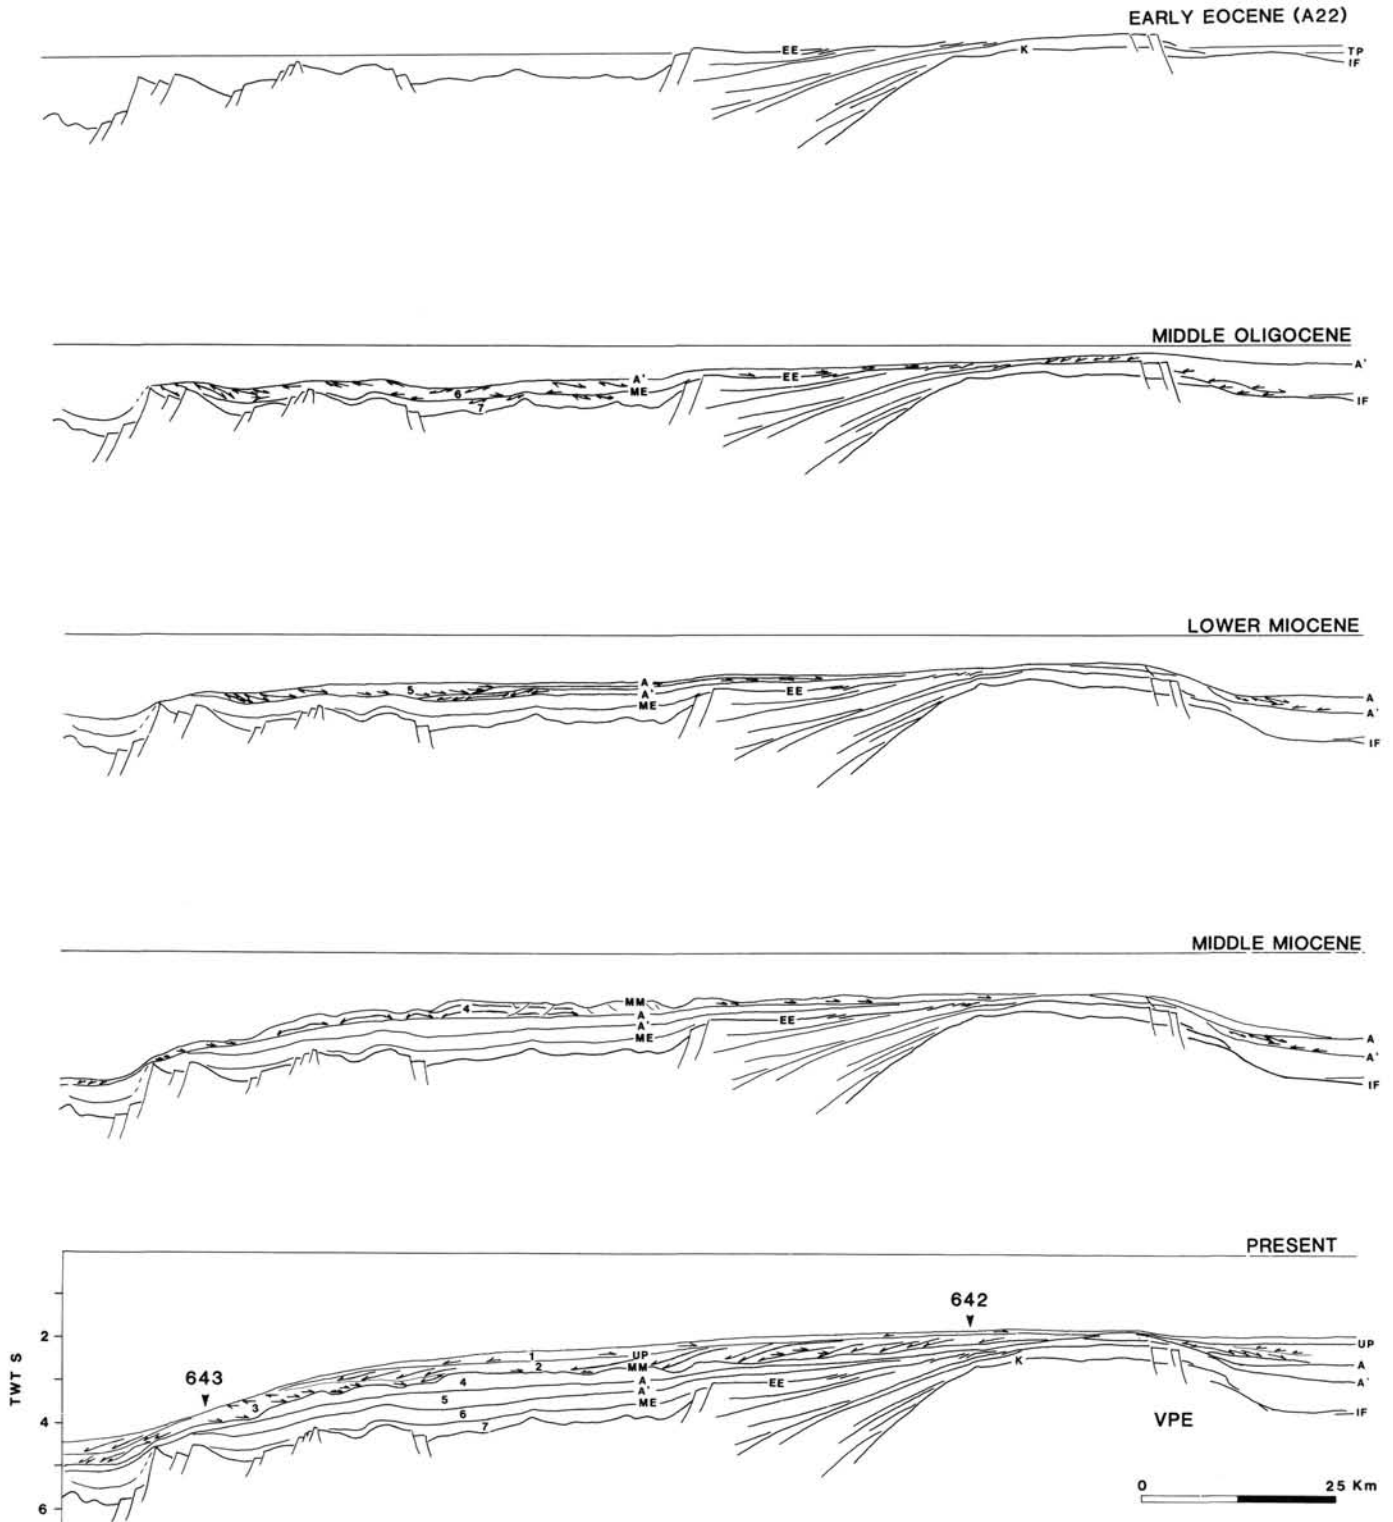 EARLY EOCENE (A22)
EE
K
TP
IF
MIDDLE OLIGOCENE
A'
EE
A'
ME
6
7
IF
LOWER MIOCENE
5
A
A'
ME
EE
A
A'
IF
MIDDLE MIOCENE
4
MM
A
A'
ME
EE
A
A'
IF
PRESENT
642
2
1
UP
2
MM
UP
643
K
TWT S
4
A
A'
EE
A
A'
3
5
ME
4
6
7
VPE
IF
0 25 Km
6